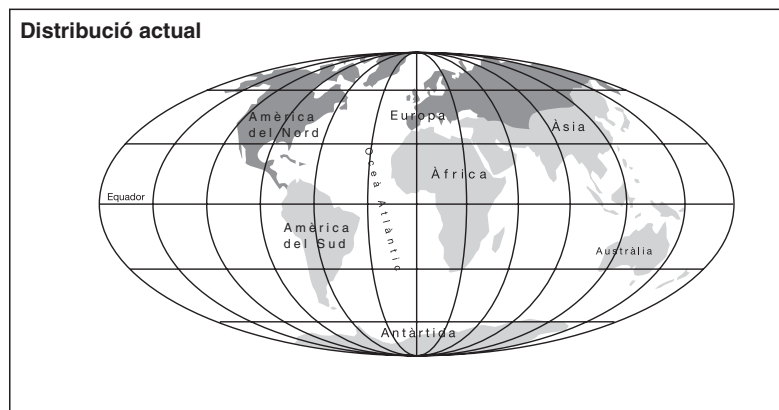 Distribució actual
Amèrica
del Nord
Europa
Àsia
Oceà Atlàntic
Àfrica
Equador
Amèrica
del Sud
Austràlia
Antàrtida